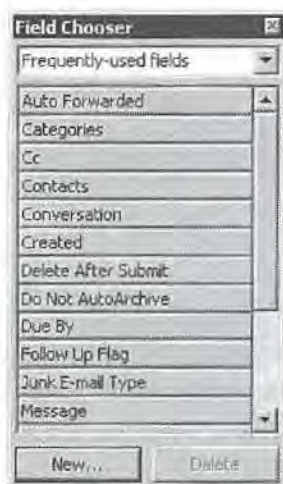 Field Chooser
Frequently-used fields
Auto Forwarded
Categories
Cc
Contacts
Conversation
Created
Delete After Submit
Do Not AutoArchive
Due By
Follow Up Flag
Junk E-mail Type
Message
New... Delete